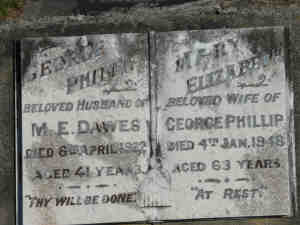 GEORGE
PHILLIP
BELOVED HUSBAND OF
M. E. DAWES
DIED 6TH APRIL 1922
AGED 41 YEARS
"THY WILL BE DONE"
MARY
ELIZABETH
BELOVED WIFE OF
GEORGE PHILLIP
DIED 4TH JAN. 1948
AGED 63 YEARS
"AT REST"